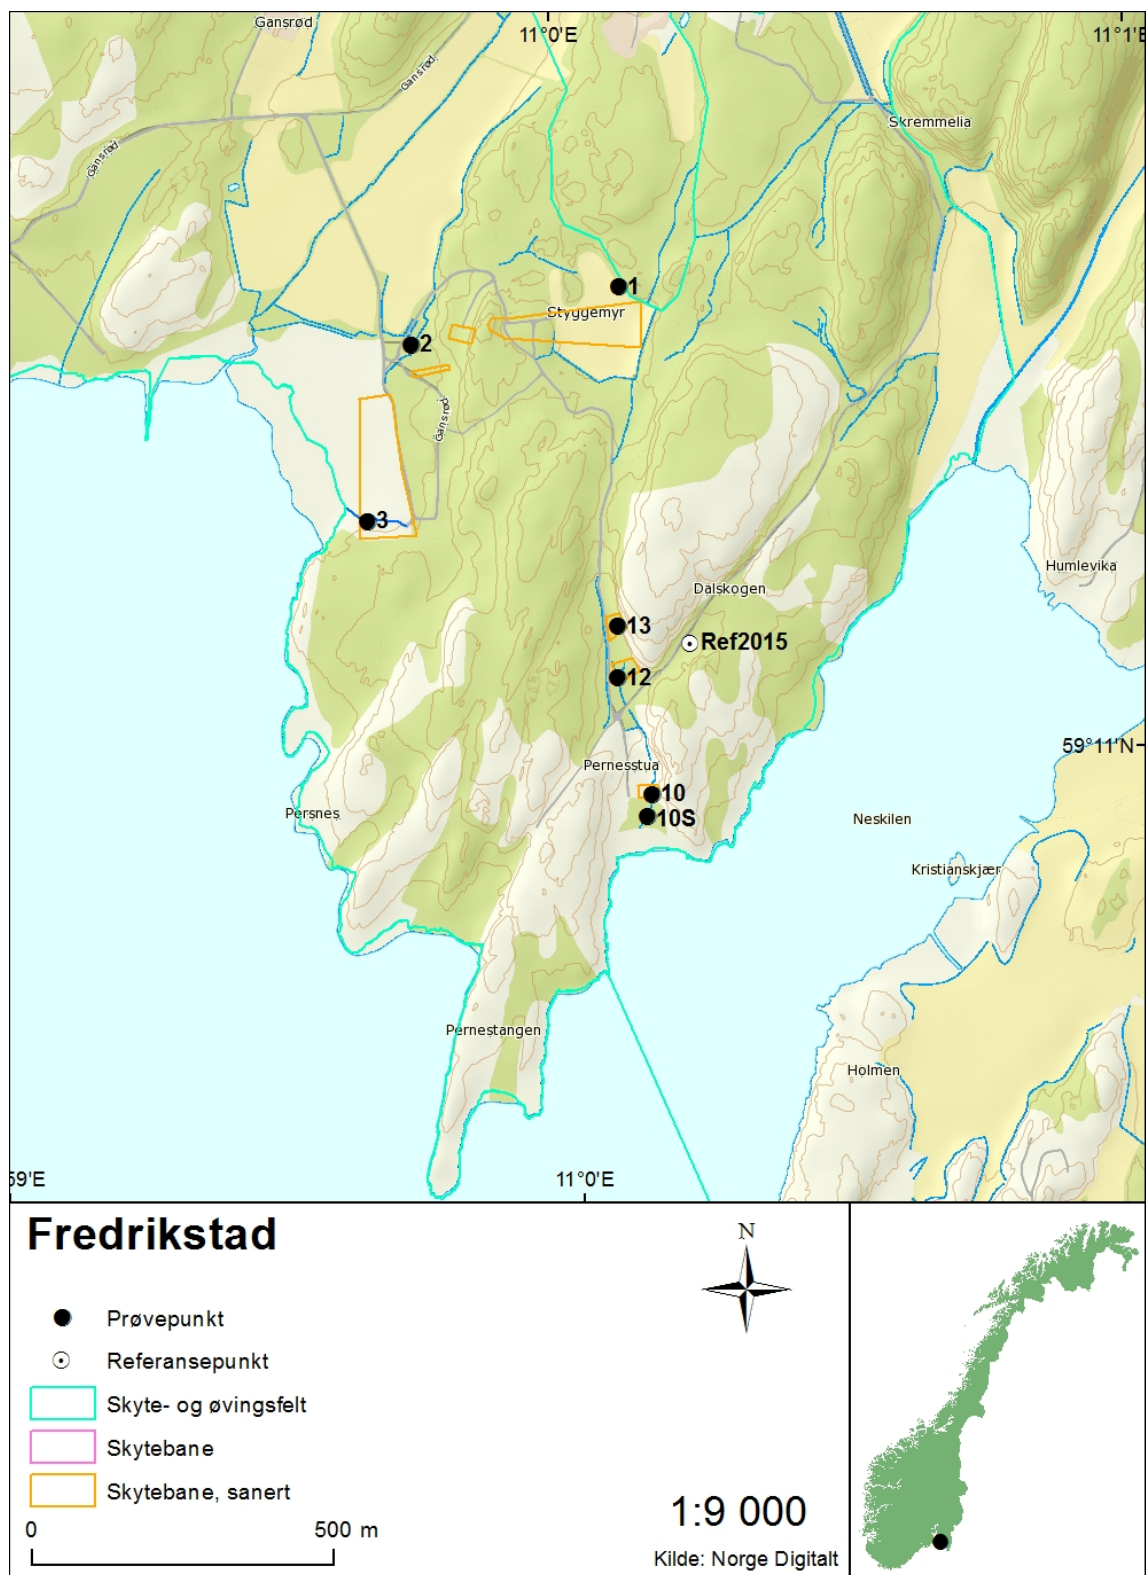 Gansrød
11°0'E
11°1'E
Gansrød
Skremmelia
Gansrød
1
Styggemyr
2
Gansrød
3
Humlevika
Dalskogen
13
Ref2015
12
59°11'N
Pernesstua
10
Persnes
10S
Neskilen
Kristianskjær
Pernestangen
Holmen
59'E
11°0'E
Fredrikstad
N
Prøvepunkt
Referansepunkt
Skyte- og øvingsfelt
Skytebane
Skytebane, sanert
0 500 m
1:9 000
Kilde: Norge Digitalt